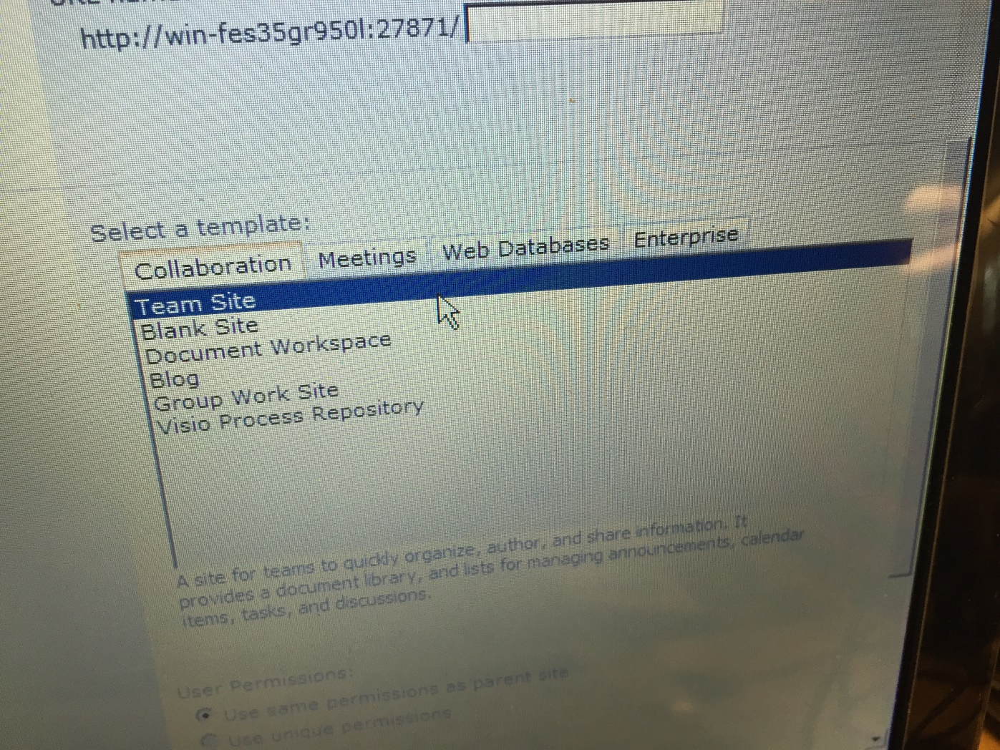 http://win-fes35gr950l:27871/
Select a template:
Collaboration Meetings Web Databases Enterprise
Team Site
Blank Site
Document Workspace
Blog
Group Work Site
Visio Process Repository
A site for teams to quickly organize, author, and share information. It
provides a document library, and lists for managing announcements, calendar
items, tasks, and discussions.
User Permissions:
Use same permissions as parent site
Use unique permissions